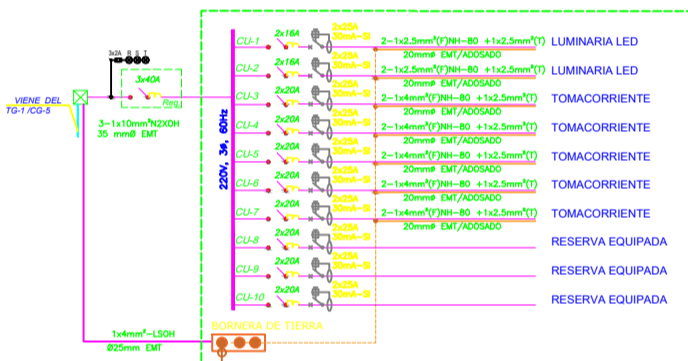 3x2A R S T
3x40A
Reg.
VIENE DEL
TG-1 /CG-5
3-1x10mm²N2XOH
35 mmØ EMT
220V, 3ø, 60Hz
CU-1 2x16A 2x25A 30mA-SI 2-1x2.5mm²(F)NH-80 +1x2.5mm²(T) LUMINARIA LED
20mmø EMT/ADOSADO
CU-2 2x16A 2x25A 30mA-SI 2-1x2.5mm²(F)NH-80 +1x2.5mm²(T) LUMINARIA LED
20mmø EMT/ADOSADO
CU-3 2x20A 2x25A 30mA-SI 2-1x4mm²(F)NH-80 +1x2.5mm²(T) TOMACORRIENTE
20mmø EMT/ADOSADO
CU-4 2x20A 2x25A 30mA-SI 2-1x4mm²(F)NH-80 +1x2.5mm²(T) TOMACORRIENTE
20mmø EMT/ADOSADO
CU-5 2x20A 2x25A 30mA-SI 2-1x4mm²(F)NH-80 +1x2.5mm²(T) TOMACORRIENTE
20mmø EMT/ADOSADO
CU-6 2x20A 2x25A 30mA-SI 2-1x4mm²(F)NH-80 +1x2.5mm²(T) TOMACORRIENTE
20mmø EMT/ADOSADO
CU-7 2x20A 2x25A 30mA-SI 2-1x4mm²(F)NH-80 +1x2.5mm²(T) TOMACORRIENTE
20mmø EMT/ADOSADO
CU-8 2x20A 2x25A 30mA-SI RESERVA EQUIPADA
CU-9 2x20A 2x25A 30mA-SI RESERVA EQUIPADA
CU-10 2x20A 2x25A 30mA-SI RESERVA EQUIPADA
BORNERA DE TIERRA
1x4mm²-LSOH
Ø25mm EMT